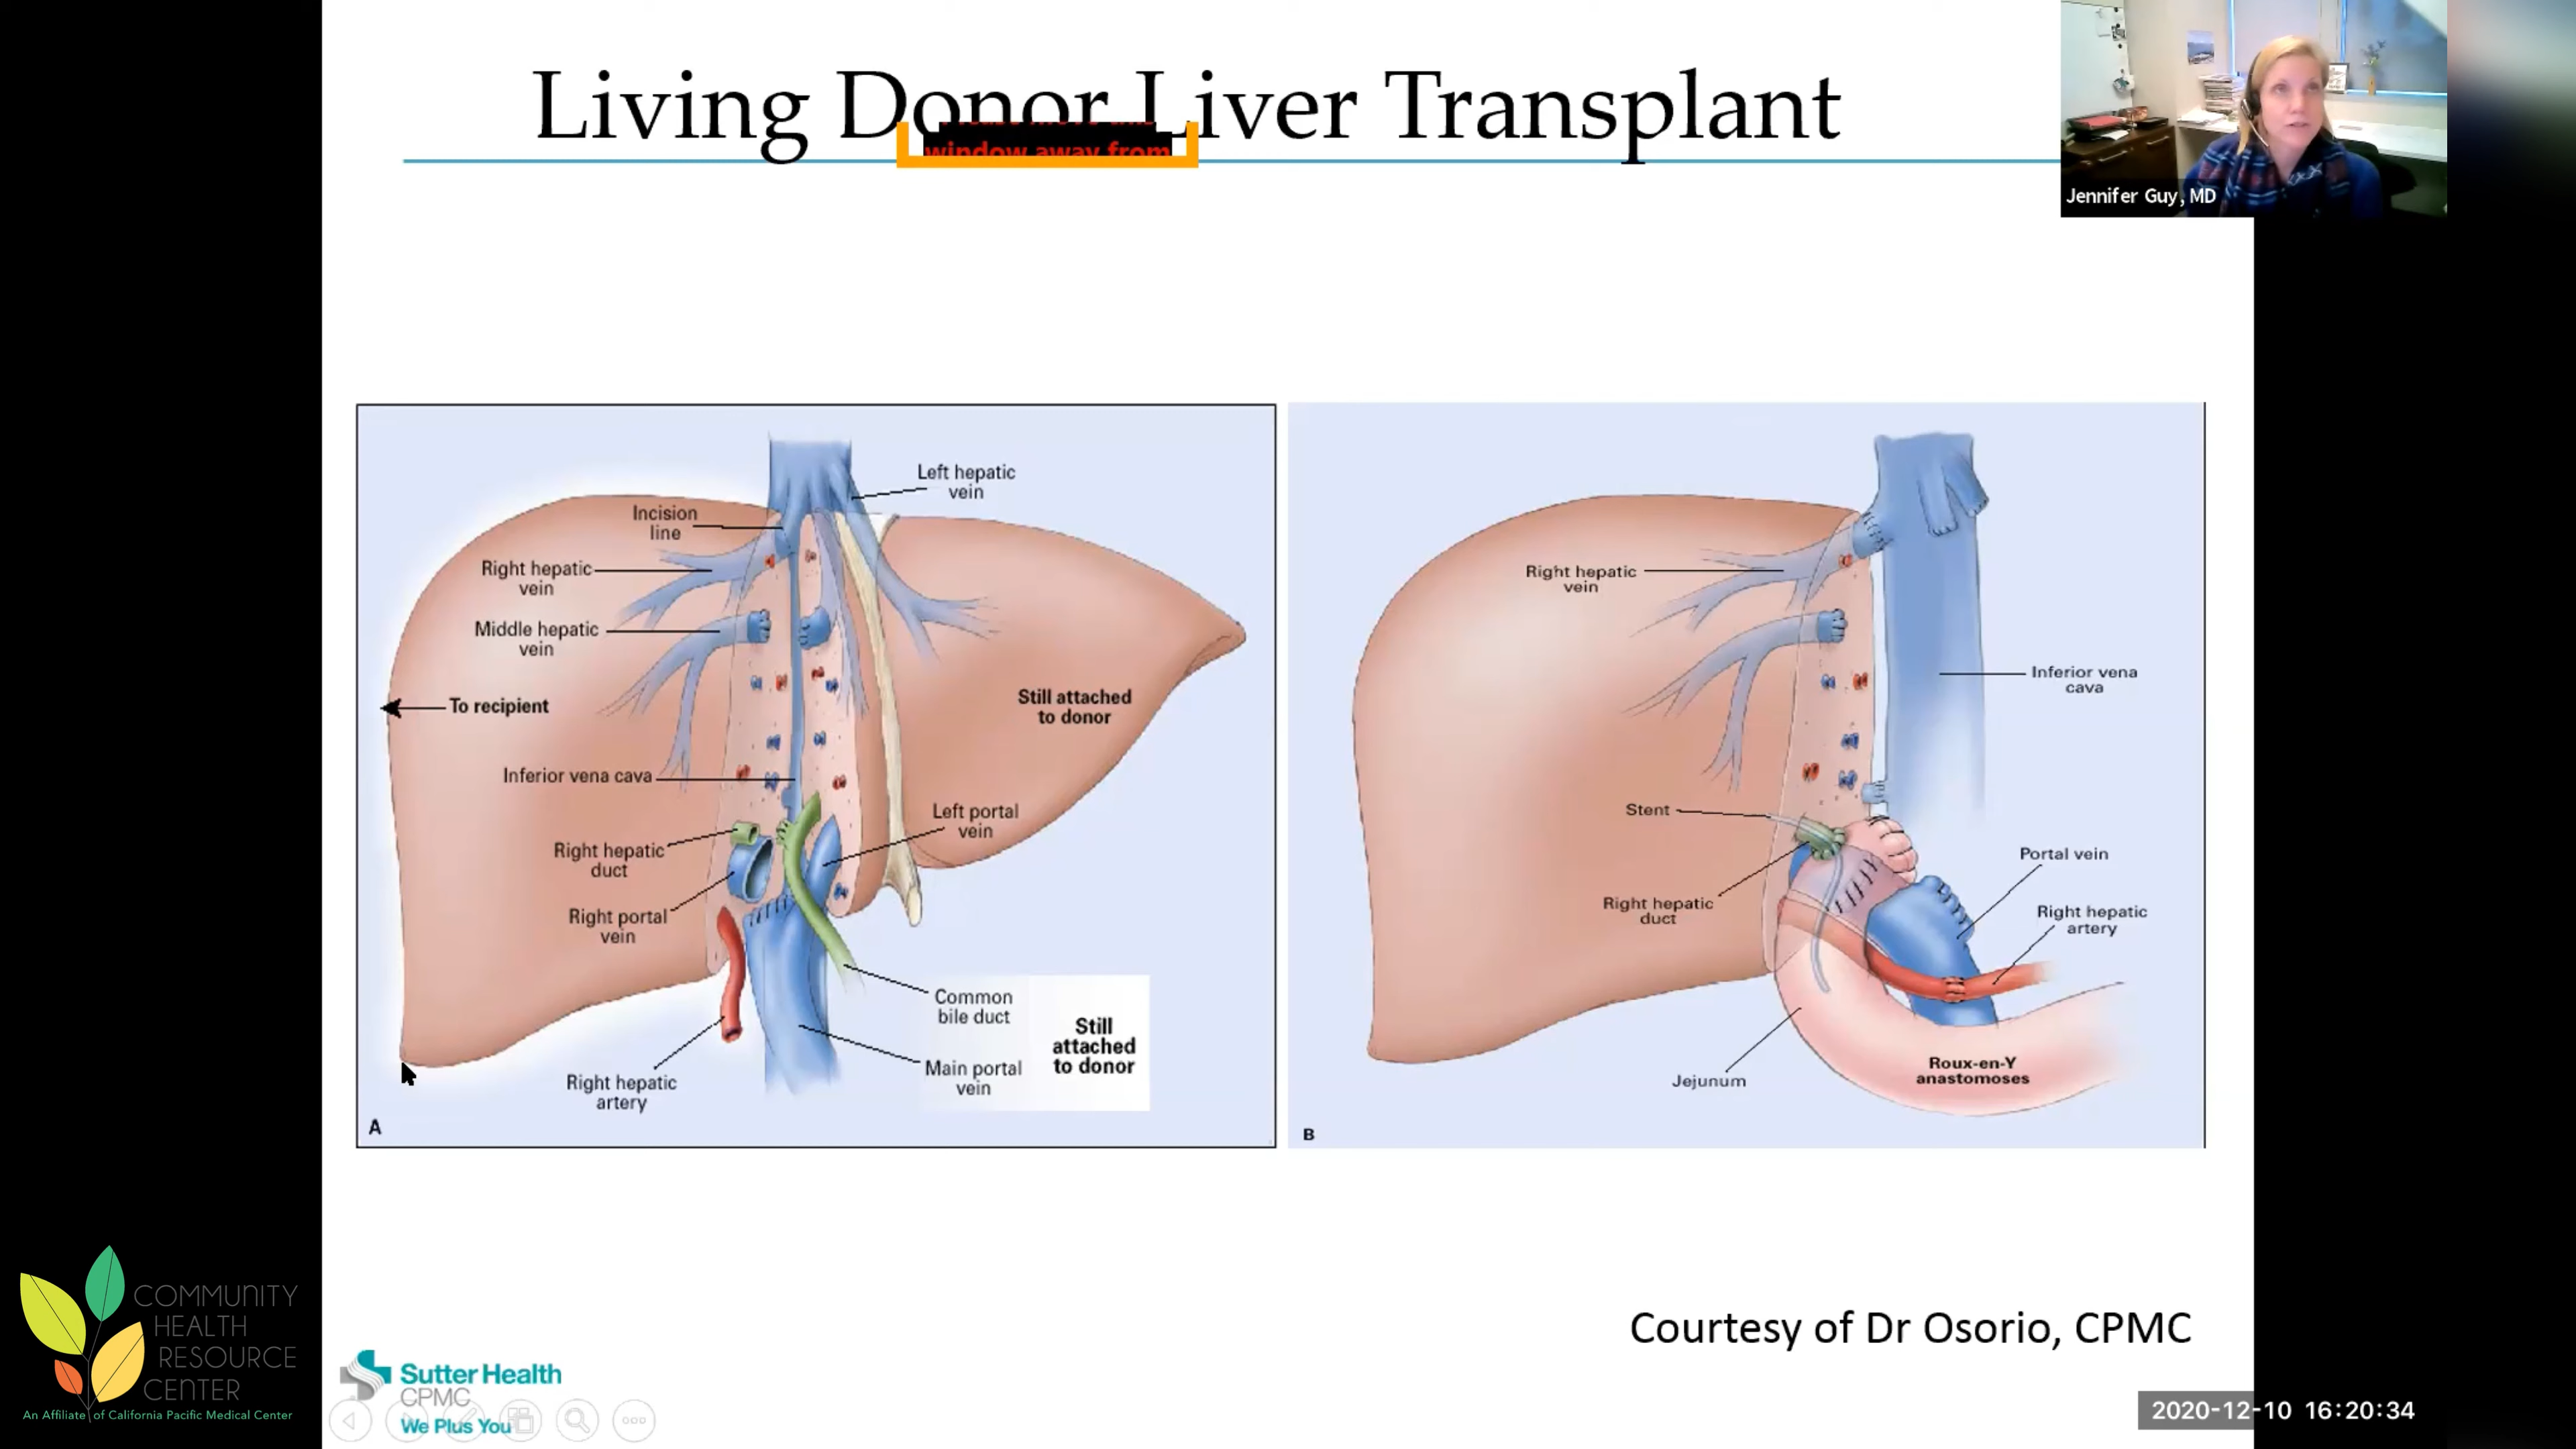 Living Donor Liver Transplant
window away from
Jennifer Guy, MD
Left hepatic
vein
Incision
line
Right hepatic
vein
Middle hepatic
vein
To recipient
Still attached
to donor
Inferior vena cava
Left portal
vein
Right hepatic
duct
Right portal
vein
Common
bile duct
Still
attached
to donor
Main portal
vein
Right hepatic
artery
A
Right hepatic
vein
Inferior vena
cava
Stent
Portal vein
Right hepatic
duct
Right hepatic
artery
Jejunum
Roux-en-Y
anastomoses
B
Courtesy of Dr Osorio, CPMC
COMMUNITY
HEALTH
RESOURCE
CENTER
An Affiliate of California Pacific Medical Center
Sutter Health
CPMC
We Plus You
2020-12-10 16:20:34